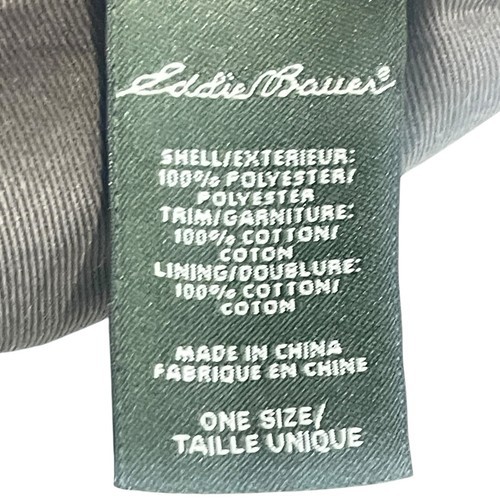 Eddie Bauer®
SHELL/EXTERIEUR:
100% POLYESTER/
POLYESTER
TRIM/GARNITURE:
100% COTTON/
COTON
LINING/DOUBLURE:
100% COTTON/
COTON
MADE IN CHINA
FABRIQUE EN CHINE
ONE SIZE/
TAILLE UNIQUE